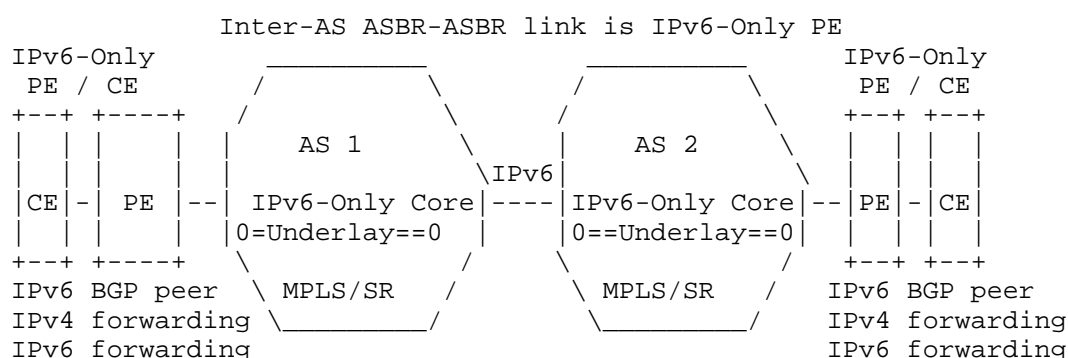 Inter-AS ASBR-ASBR link is IPv6-Only PE
IPv6-Only IPv6-Only
PE / CE PE / CE
AS 1 AS 2
IPv6
CE PE IPv6-Only Core IPv6-Only Core PE CE
0=Underlay==0 0==Underlay==0
IPv6 BGP peer MPLS/SR MPLS/SR IPv6 BGP peer
IPv4 forwarding IPv4 forwarding
IPv6 forwarding IPv6 forwarding